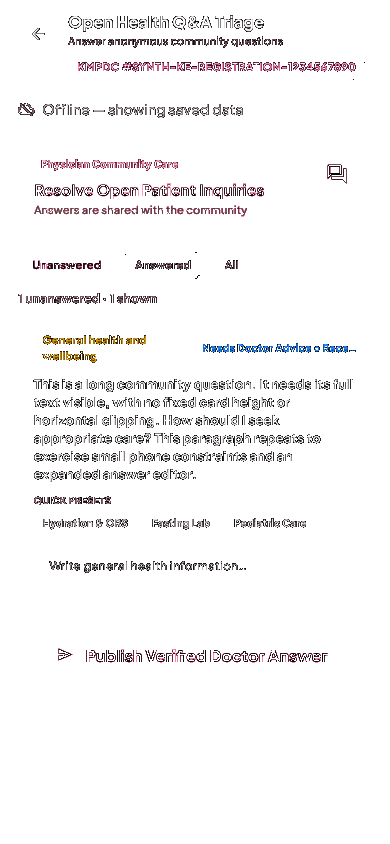 Open Health Q&A Triage
Answer anonymous community questions
KMPDC #SYNTH-KE-REGISTRATION-1234567890
Offline — showing saved data
Physician Community Care
Resolve Open Patient Inquiries
Answers are shared with the community
Unanswered Answered All
1 unanswered · 1 shown
General health and
wellbeing
Needs Doctor Advice •
This is a long community question. It needs its full
text visible, with no fixed card height or
horizontal clipping. How should I seek
appropriate care? This paragraph repeats to
exercise small phone constraints and an
expanded answer editor.
QUICK PRESETS
Hydration & ORS Fasting Lab Pediatric Care
Write general health information...
Publish Verified Doctor Answer